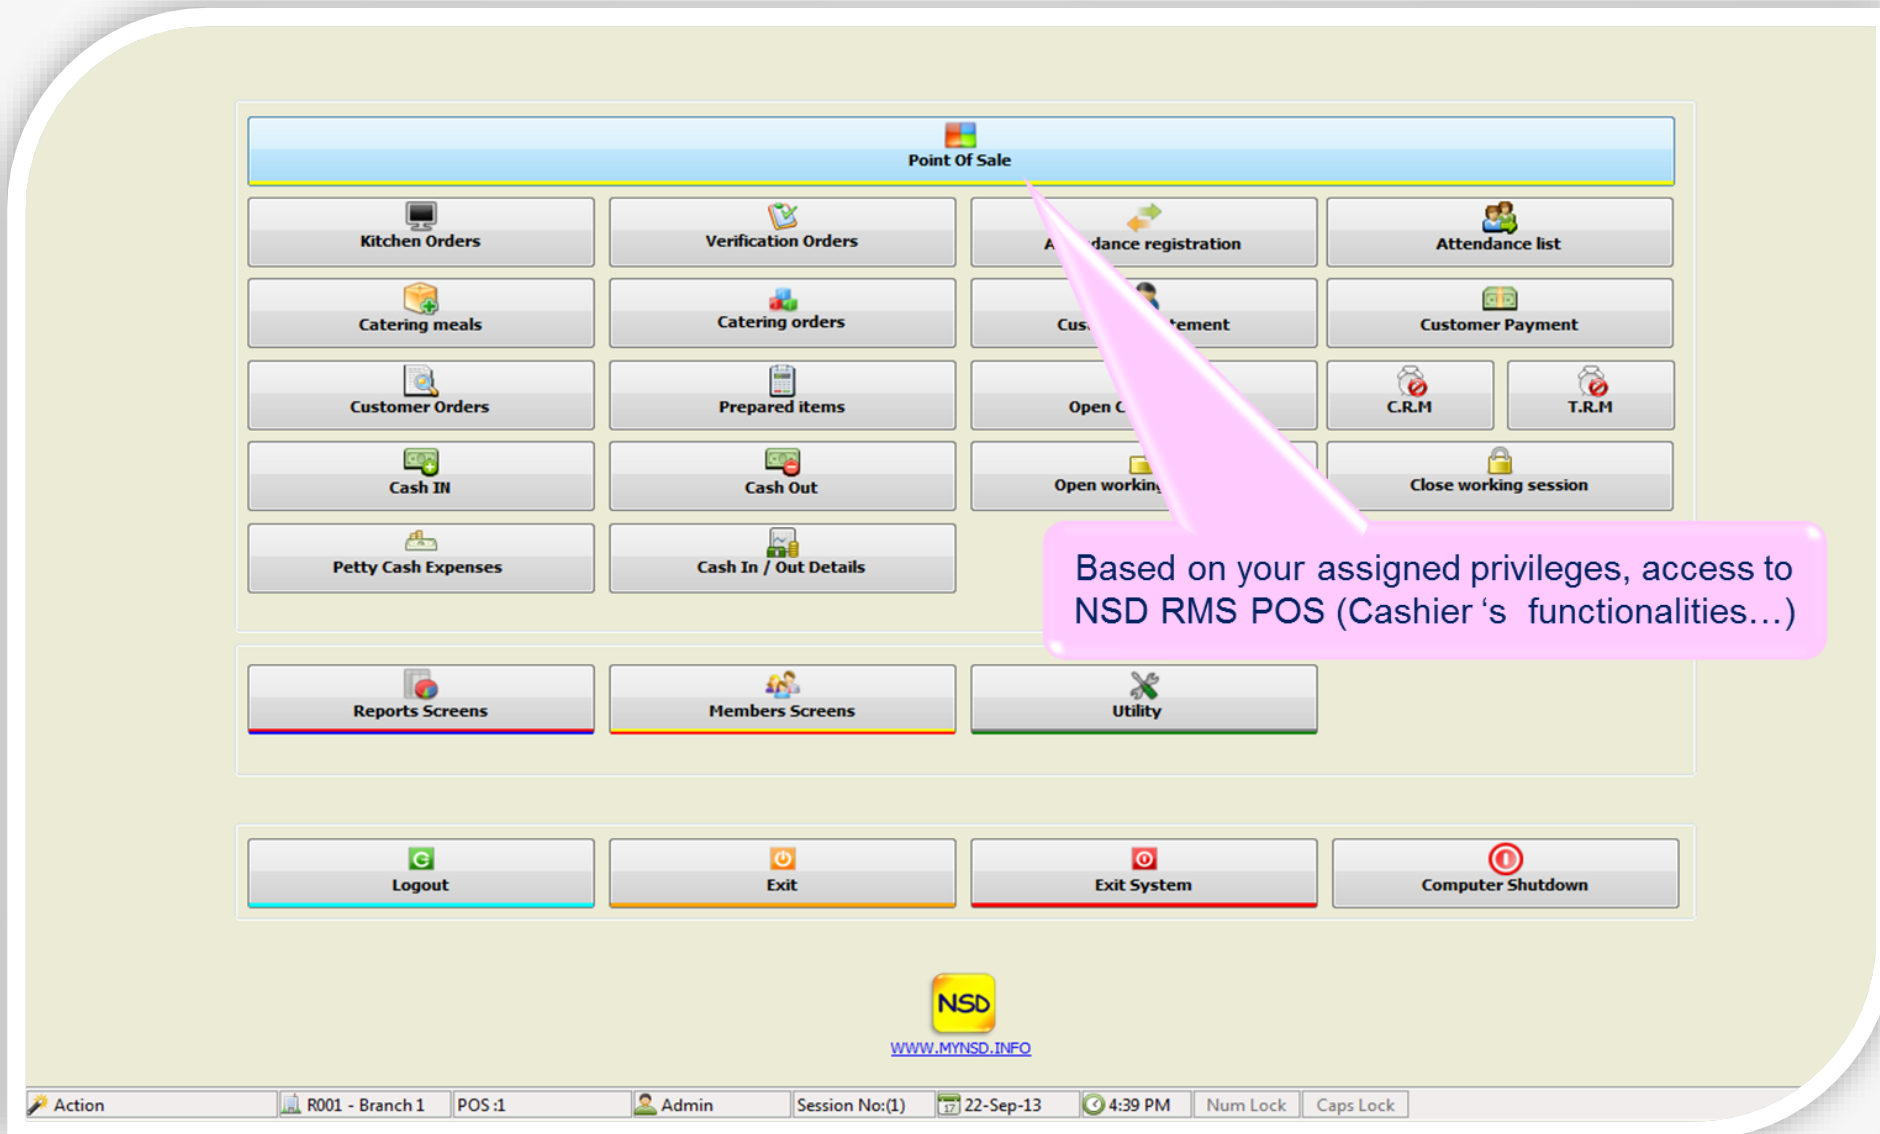 Point Of Sale
Kitchen Orders
Verification Orders
dance registration
Attendance list
Catering meals
Catering orders
Customer Payment
Customer Orders
Prepared items
Open
C.R.M
T.R.M
Cash IN
Cash Out
Open working
Close working session
Petty Cash Expenses
Cash In / Out Details
Based on your assigned privileges, access to
NSD RMS POS (Cashier ‘s functionalities…)
Reports Screens
Members Screens
Utility
Logout
Exit
Exit System
Computer Shutdown
NSD
WWW.MYNSD.INFO
Action
R001 - Branch 1
POS :1
Admin
Session No:(1)
17
22-Sep-13
4:39 PM
Num Lock
Caps Lock